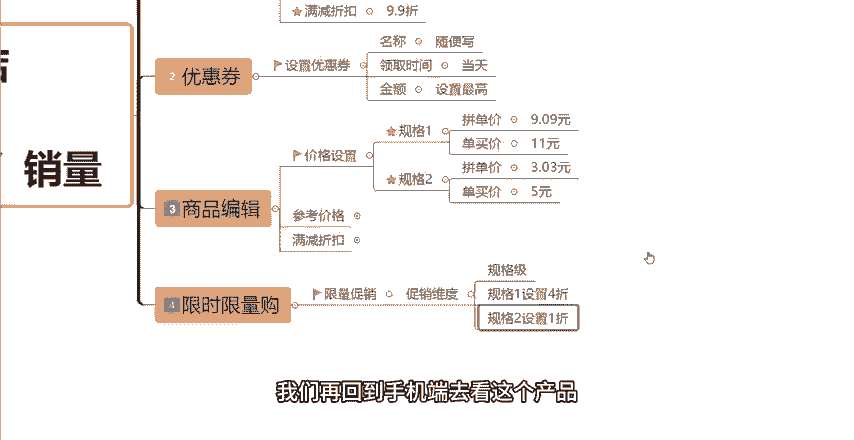 满减折扣 9.9折
销量
2 优惠券
设置优惠券
名称 随便写
领取时间 当天
金额 设置最高
3 商品编辑
价格设置
规格1
拼单价 9.09元
单买价 11元
规格2
拼单价 3.03元
单买价 5元
参考价格
满减折扣
4 限时限量购
限量促销 促销维度
规格级
规格1设置4折
规格2设置1折
我们再回到手机端去看这个产品